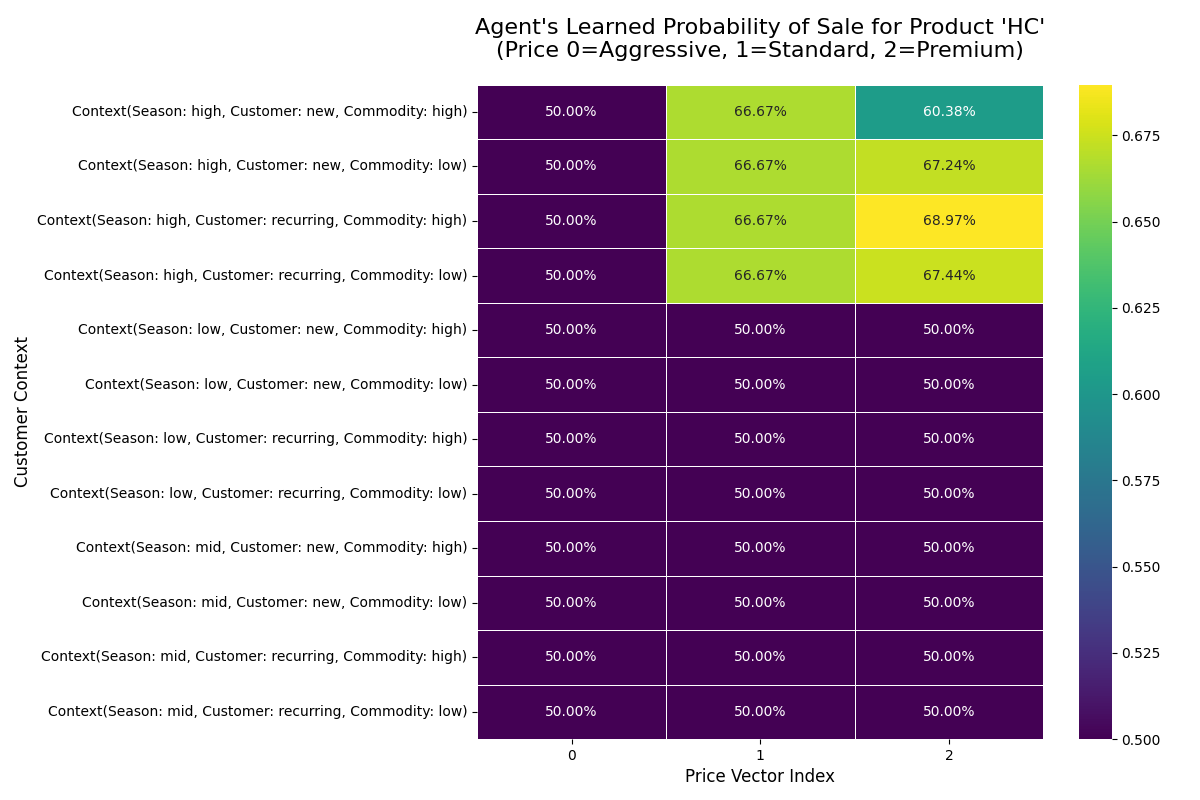 Agent's Learned Probability of Sale for Product 'HC'
(Price 0=Aggressive, 1=Standard, 2=Premium)
Customer Context
Context(Season: high, Customer: new, Commodity: high) 50.00% 66.67% 60.38%
Context(Season: high, Customer: new, Commodity: low) 50.00% 66.67% 67.24%
Context(Season: high, Customer: recurring, Commodity: high) 50.00% 66.67% 68.97%
Context(Season: high, Customer: recurring, Commodity: low) 50.00% 66.67% 67.44%
Context(Season: low, Customer: new, Commodity: high) 50.00% 50.00% 50.00%
Context(Season: low, Customer: new, Commodity: low) 50.00% 50.00% 50.00%
Context(Season: low, Customer: recurring, Commodity: high) 50.00% 50.00% 50.00%
Context(Season: low, Customer: recurring, Commodity: low) 50.00% 50.00% 50.00%
Context(Season: mid, Customer: new, Commodity: high) 50.00% 50.00% 50.00%
Context(Season: mid, Customer: new, Commodity: low) 50.00% 50.00% 50.00%
Context(Season: mid, Customer: recurring, Commodity: high) 50.00% 50.00% 50.00%
Context(Season: mid, Customer: recurring, Commodity: low) 50.00% 50.00% 50.00%
0 1 2
Price Vector Index
0.675
0.650
0.625
0.600
0.575
0.550
0.525
0.500